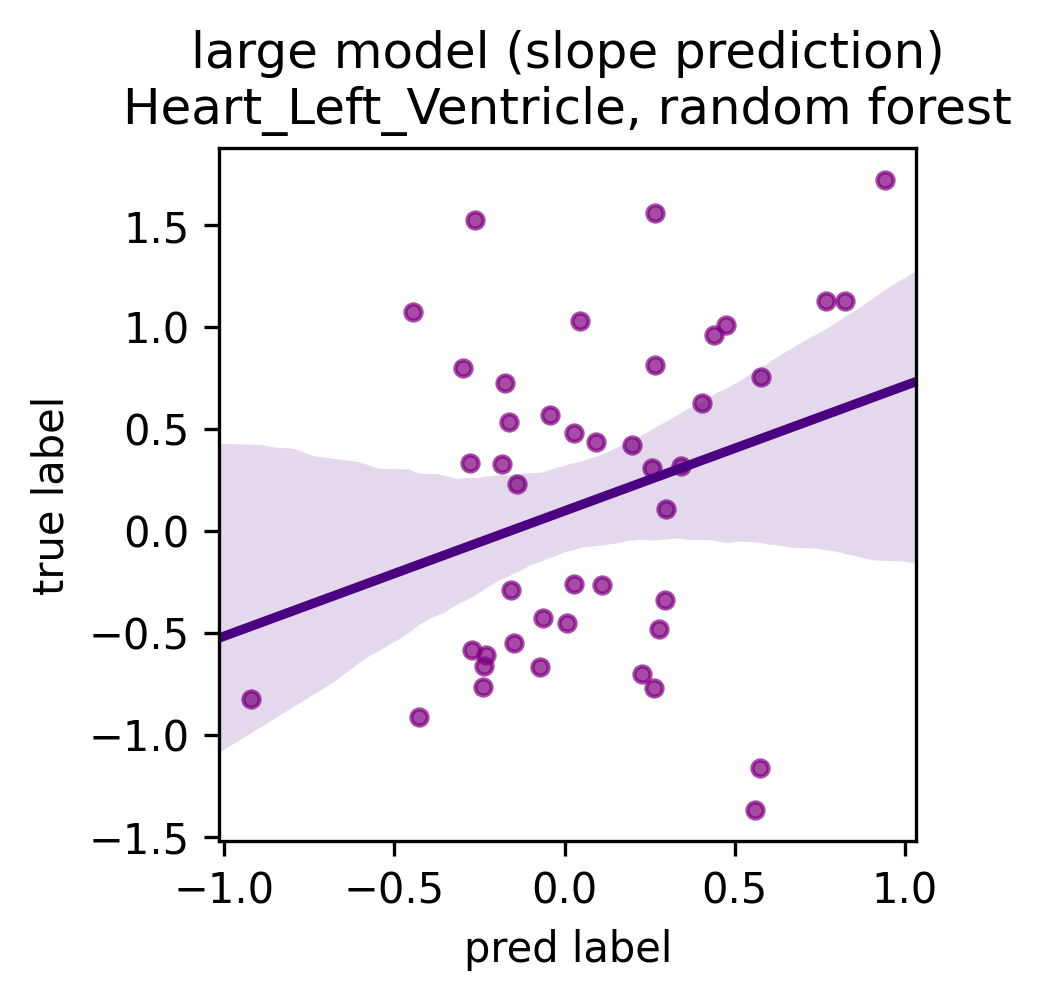 large model (slope prediction)
Heart_Left_Ventricle, random forest
1.5
1.0
0.5
0.0
−0.5
−1.0
−1.5
true label
−1.0 −0.5 0.0 0.5 1.0
pred label